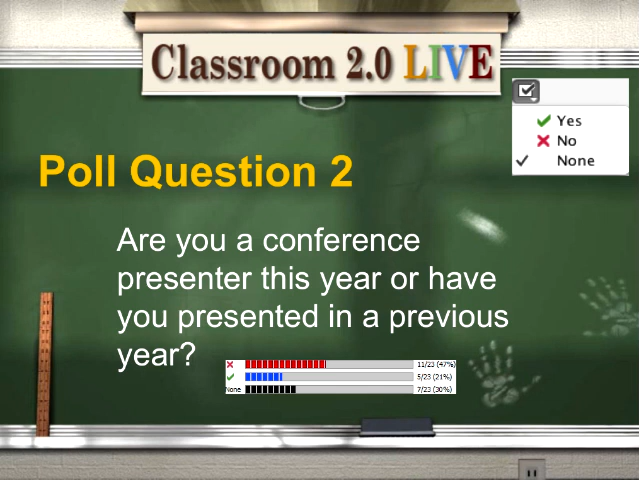 Classroom 2.0 LIVE
Yes
No
None
Poll Question 2
Are you a conference
presenter this year or have
you presented in a previous
year?
11/23 (47%)
5/23 (21%)
None 7/23 (30%)